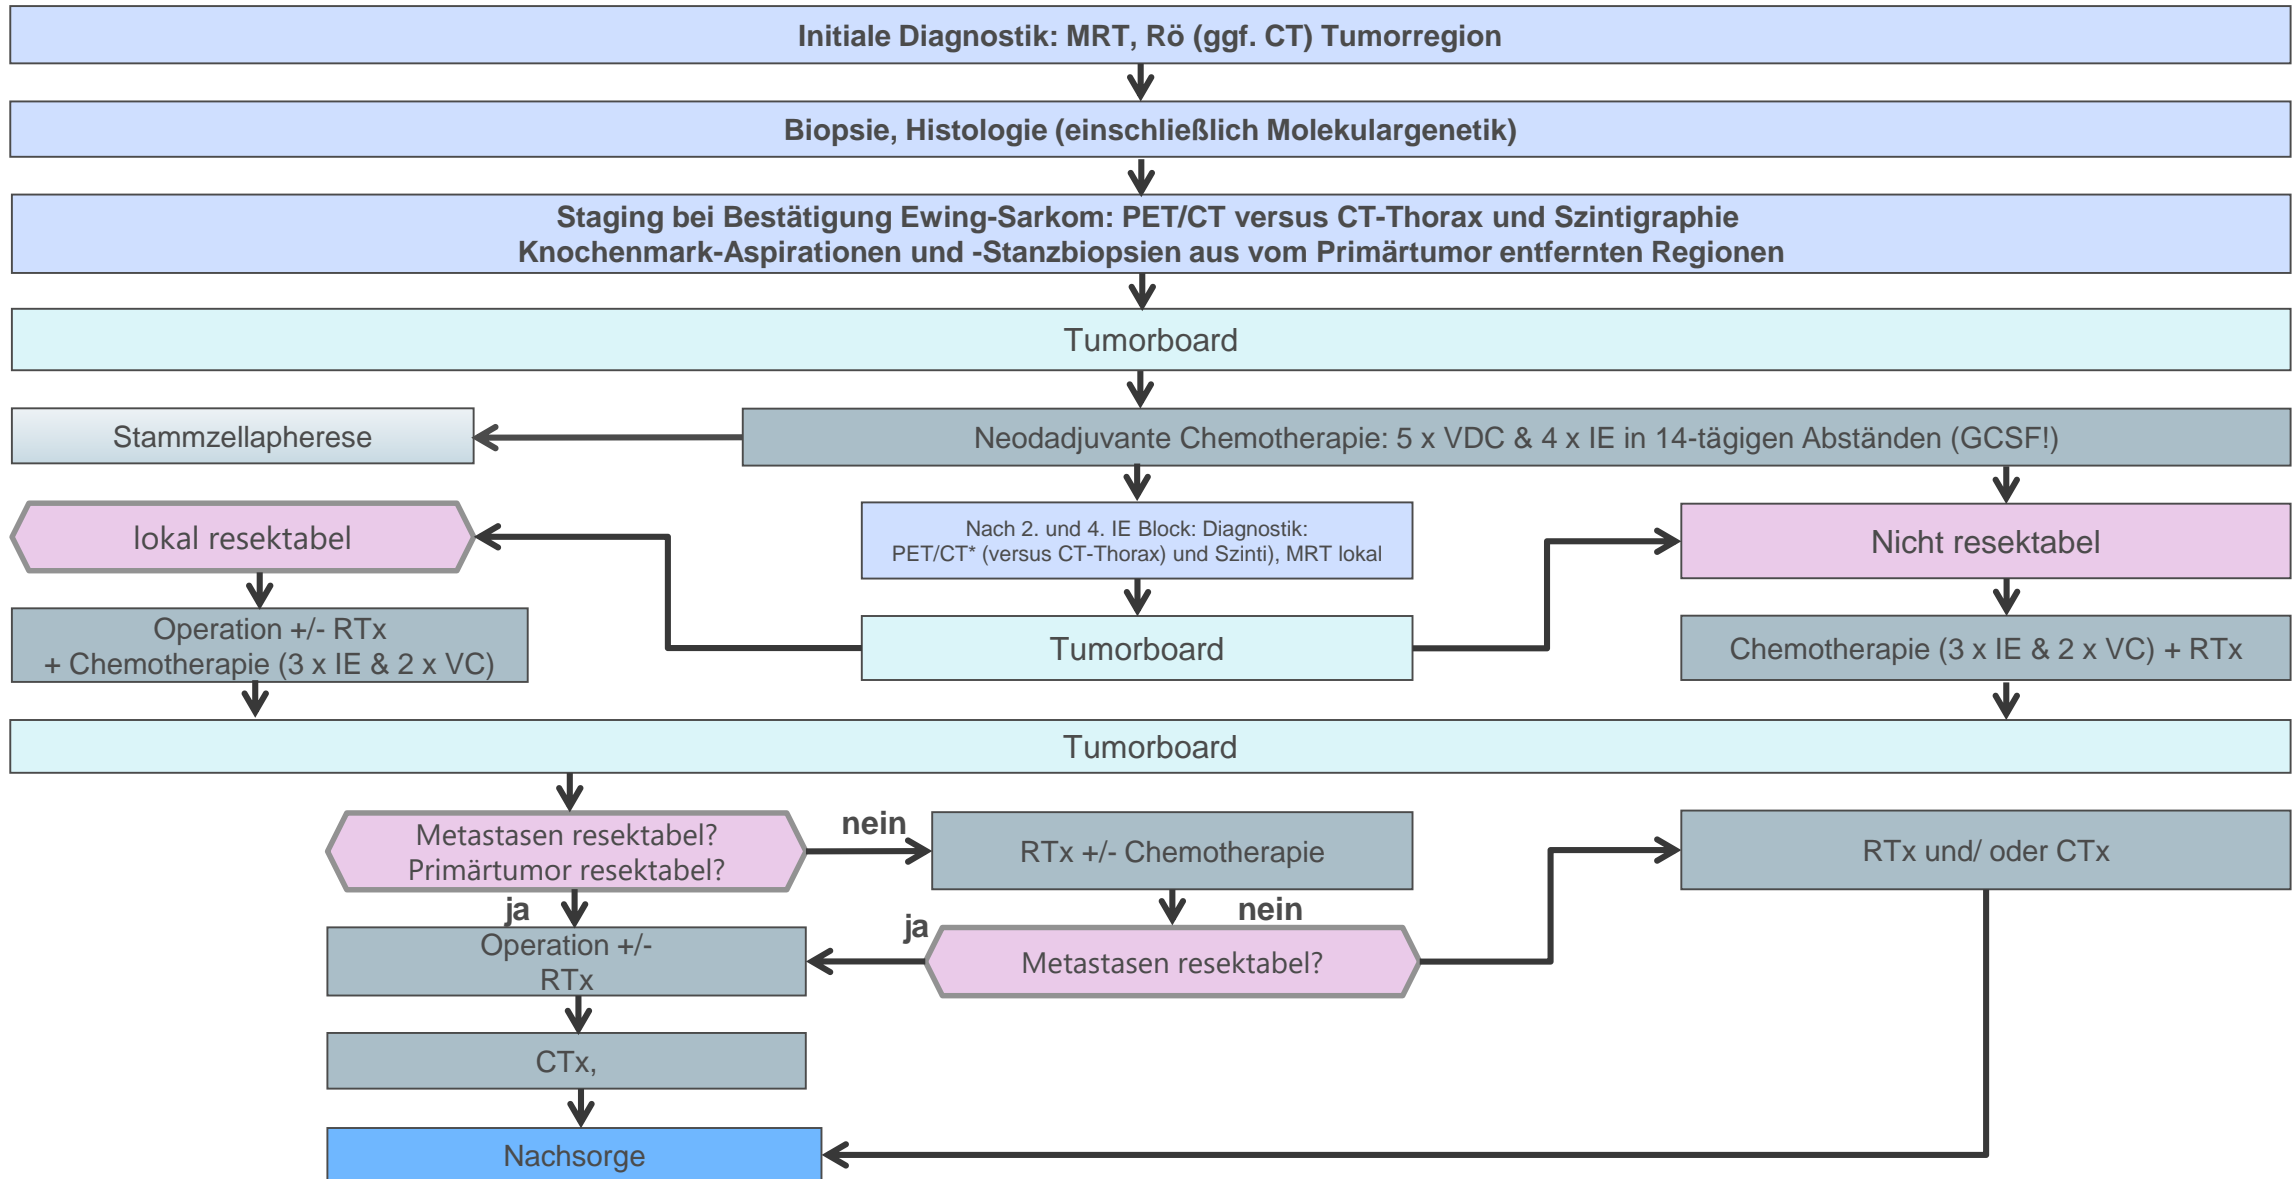 Initiale Diagnostik: MRT, Rö (ggf. CT) Tumorregion
Biopsie, Histologie (einschließlich Molekulargenetik)
Staging bei Bestätigung Ewing-Sarkom: PET/CT versus CT-Thorax und Szintigraphie
Knochenmark-Aspirationen und -Stanzbiopsien aus vom Primärtumor entfernten Regionen
Tumorboard
Stammzellapherese
Neodadjuvante Chemotherapie: 5 x VDC & 4 x IE in 14-tägigen Abständen (GCSF!)
lokal resektabel
Nach 2. und 4. IE Block: Diagnostik:
PET/CT* (versus CT-Thorax) und Szinti), MRT lokal
Nicht resektabel
Operation +/- RTx
+ Chemotherapie (3 x IE & 2 x VC)
Tumorboard
Chemotherapie (3 x IE & 2 x VC) + RTx
Tumorboard
Metastasen resektabel?
Primärtumor resektabel?
nein
RTx +/- Chemotherapie
RTx und/ oder CTx
ja
nein
Operation +/-
RTx
ja
Metastasen resektabel?
CTx,
Nachsorge